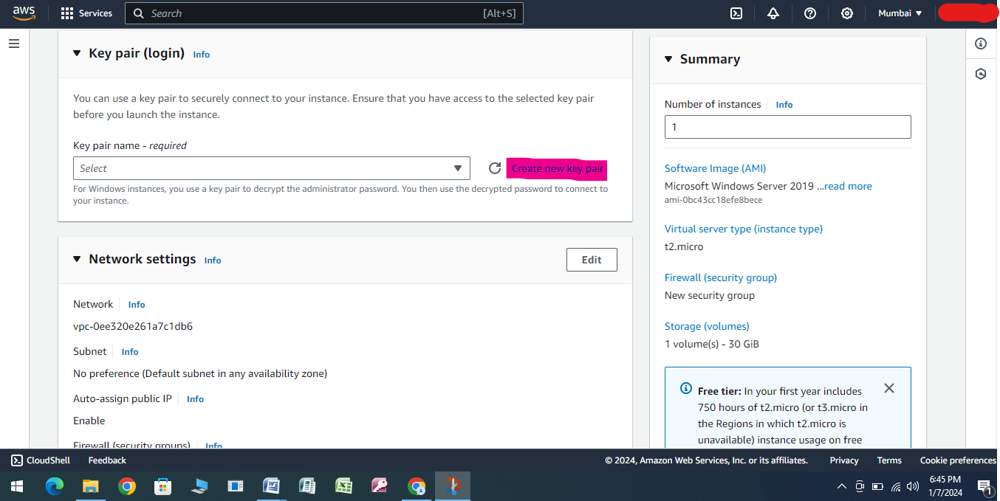 aws
Services
Search
[Alt+S]
Mumbai
Key pair (login) Info
You can use a key pair to securely connect to your instance. Ensure that you have access to the selected key pair
before you launch the instance.
Key pair name - required
Select
Create new key pair
For Windows instances, you use a key pair to decrypt the administrator password. You then use the decrypted password to connect to
your instance.
Network settings Info
Edit
Network Info
vpc-0ee320e261a7c1db6
Subnet Info
No preference (Default subnet in any availability zone)
Auto-assign public IP Info
Enable
Firewall (security groups) Info
Summary
Number of instances Info
1
Software Image (AMI)
Microsoft Windows Server 2019 ...read more
ami-0bc43cc18efe8bece
Virtual server type (instance type)
t2.micro
Firewall (security group)
New security group
Storage (volumes)
1 volume(s) - 30 GiB
Free tier: In your first year includes
750 hours of t2.micro (or t3.micro in
the Regions in which t2.micro is
unavailable) instance usage on free
CloudShell
Feedback
© 2024, Amazon Web Services, Inc. or its affiliates.
Privacy
Terms
Cookie preferences
6:45 PM
1/7/2024
1